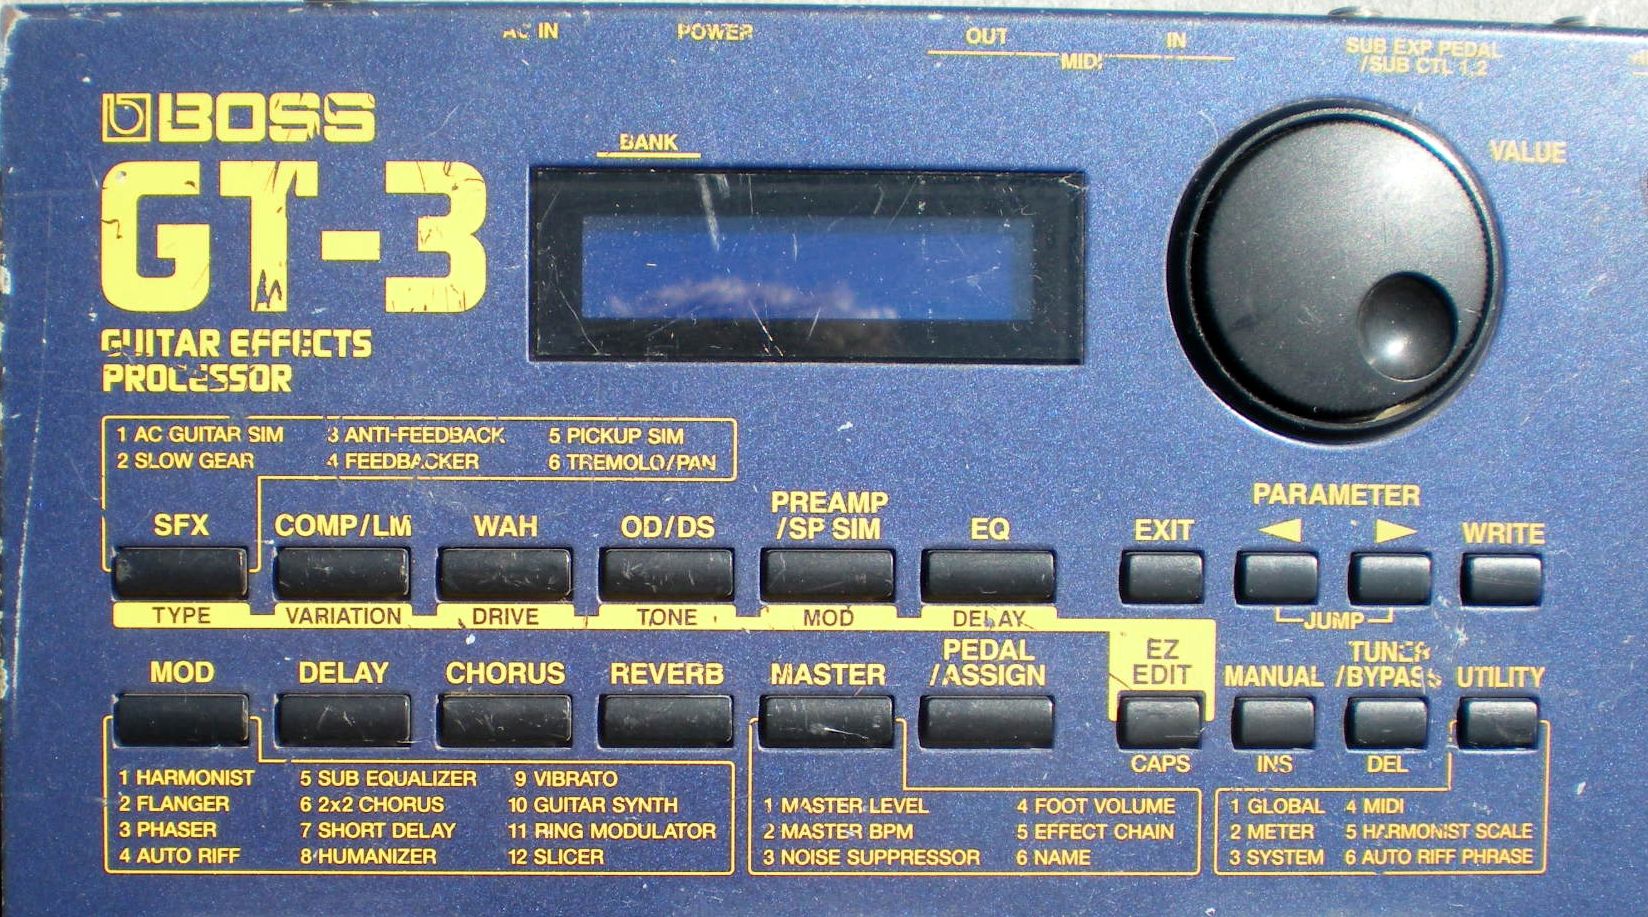 AC IN
POWER
OUT
IN
MIDI
SUB EXP PEDAL
/SUB CTL 1,2
BOSS
BANK
VALUE
GT-3
GUITAR EFFECTS
PROCESSOR
1 AC GUITAR SIM 3 ANTI-FEEDBACK 5 PICKUP SIM
2 SLOW GEAR 4 FEEDBACKER 6 TREMOLO/PAN
SFX COMP/LM WAH OD/DS PREAMP
/SP SIM EQ
EXIT PARAMETER WRITE
TYPE VARIATION DRIVE TONE MOD DELAY
JUMP
MOD DELAY CHORUS REVERB MASTER PEDAL
/ASSIGN
EZ
EDIT
MANUAL TUNER
/BYPASS UTILITY
CAPS INS DEL
1 HARMONIST 5 SUB EQUALIZER 9 VIBRATO
2 FLANGER 6 2x2 CHORUS 10 GUITAR SYNTH
3 PHASER 7 SHORT DELAY 11 RING MODULATOR
4 AUTO RIFF 8 HUMANIZER 12 SLICER
1 MASTER LEVEL 4 FOOT VOLUME
2 MASTER BPM 5 EFFECT CHAIN
3 NOISE SUPPRESSOR 6 NAME
1 GLOBAL 4 MIDI
2 METER 5 HARMONIST SCALE
3 SYSTEM 6 AUTO RIFF PHRASE